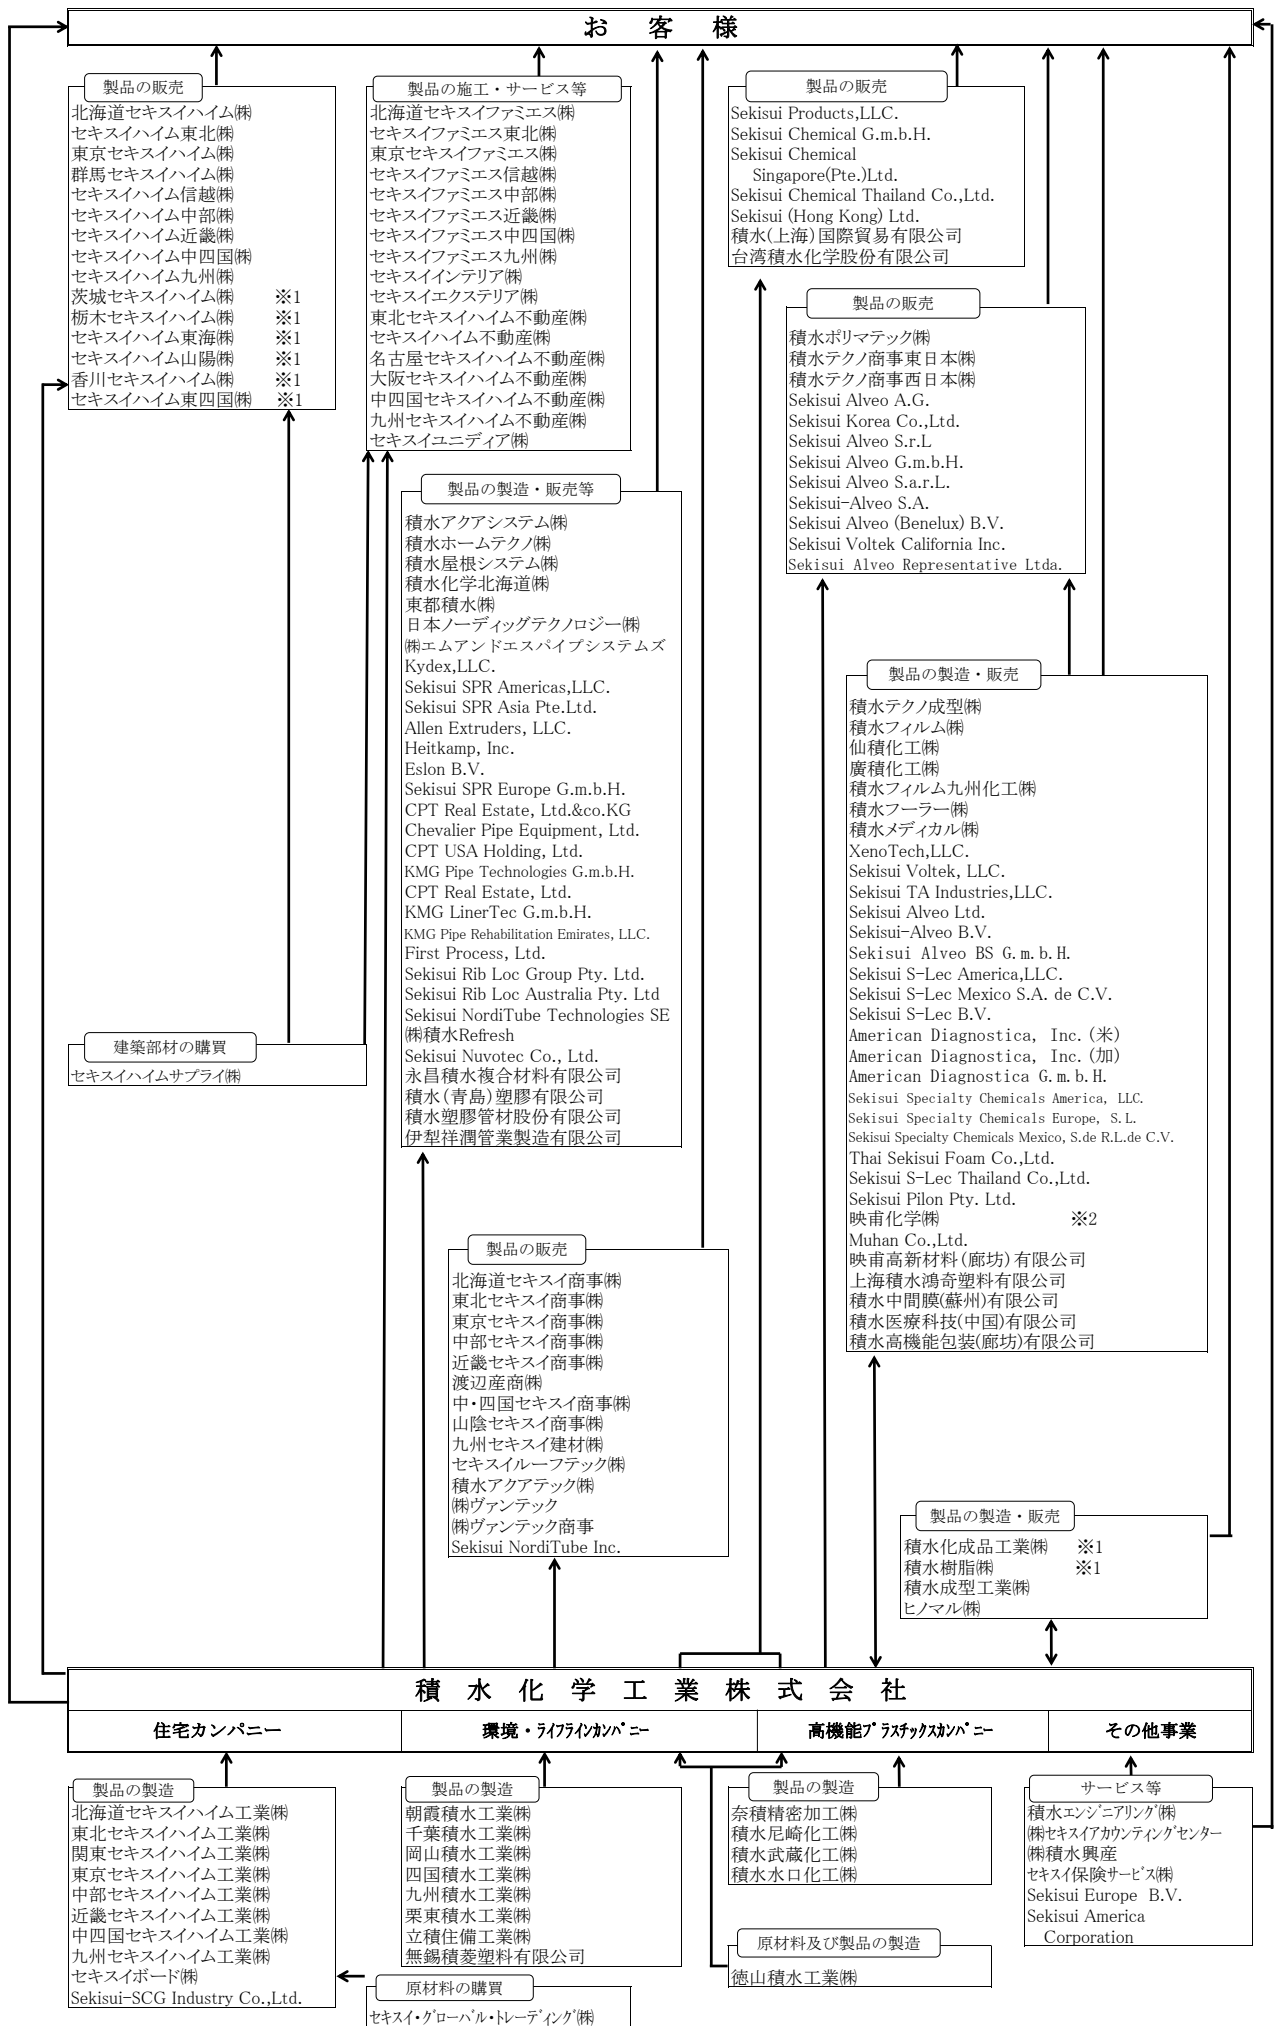 お 客 様
製品の販売
北海道セキスイハイム㈱
セキスイハイム東北㈱
東京セキスイハイム㈱
群馬セキスイハイム㈱
セキスイハイム信越㈱
セキスイハイム中部㈱
セキスイハイム近畿㈱
セキスイハイム中四国㈱
セキスイハイム九州㈱
茨城セキスイハイム㈱ ※1
栃木セキスイハイム㈱ ※1
セキスイハイム東海㈱ ※1
セキスイハイム山陽㈱ ※1
香川セキスイハイム㈱ ※1
セキスイハイム東四国㈱ ※1
製品の施工・サービス等
北海道セキスイファミエス㈱
セキスイファミエス東北㈱
東京セキスイファミエス㈱
セキスイファミエス信越㈱
セキスイファミエス中部㈱
セキスイファミエス近畿㈱
セキスイファミエス中四国㈱
セキスイファミエス九州㈱
セキスイインテリア㈱
セキスイエクステリア㈱
東北セキスイハイム不動産㈱
セキスイハイム不動産㈱
名古屋セキスイハイム不動産㈱
大阪セキスイハイム不動産㈱
中四国セキスイハイム不動産㈱
九州セキスイハイム不動産㈱
セキスイユニディア㈱
製品の販売
Sekisui Products,LLC.
Sekisui Chemical G.m.b.H.
Sekisui Chemical
Singapore(Pte.)Ltd.
Sekisui Chemical Thailand Co.,Ltd.
Sekisui (Hong Kong) Ltd.
積水(上海)国際貿易有限公司
台湾積水化学股份有限公司
製品の販売
積水ポリマテック㈱
積水テクノ商事東日本㈱
積水テクノ商事西日本㈱
Sekisui Alveo A.G.
Sekisui Korea Co.,Ltd.
Sekisui Alveo S.r.L
Sekisui Alveo G.m.b.H.
Sekisui Alveo S.a.r.L.
Sekisui-Alveo S.A.
Sekisui Alveo (Benelux) B.V.
Sekisui Voltek California Inc.
Sekisui Alveo Representative Ltda.
製品の製造・販売等
積水アクアシステム㈱
積水ホームテクノ㈱
積水屋根システム㈱
積水化学北海道㈱
東都積水㈱
日本ノーディッグテクノロジー㈱
㈱エムアンドエスパイプシステムズ
Kydex,LLC.
Sekisui SPR Americas,LLC.
Sekisui SPR Asia Pte.Ltd.
Allen Extruders, LLC.
Heitkamp, Inc.
Eslon B.V.
Sekisui SPR Europe G.m.b.H.
CPT Real Estate, Ltd.&co.KG
Chevalier Pipe Equipment, Ltd.
CPT USA Holding, Ltd.
KMG Pipe Technologies G.m.b.H.
CPT Real Estate, Ltd.
KMG LinerTec G.m.b.H.
KMG Pipe Rehabilitation Emirates, LLC.
First Process, Ltd.
Sekisui Rib Loc Group Pty. Ltd.
Sekisui Rib Loc Australia Pty. Ltd
Sekisui NordiTube Technologies SE
㈱積水Refresh
Sekisui Nuvotec Co., Ltd.
永昌積水複合材料有限公司
積水(青島)塑膠有限公司
積水塑膠管材股份有限公司
伊犁祥潤管業製造有限公司
製品の製造・販売
積水テクノ成型㈱
積水フィルム㈱
仙積化工㈱
廣積化工㈱
積水フィルム九州化工㈱
積水フーラー㈱
積水メディカル㈱
XenoTech,LLC.
Sekisui Voltek, LLC.
Sekisui TA Industries,LLC.
Sekisui Alveo Ltd.
Sekisui-Alveo B.V.
Sekisui Alveo BS G.m.b.H.
Sekisui S-Lec America,LLC.
Sekisui S-Lec Mexico S.A. de C.V.
Sekisui S-Lec B.V.
American Diagnostica, Inc.(米)
American Diagnostica, Inc.(加)
American Diagnostica G.m.b.H.
Sekisui Specialty Chemicals America, LLC.
Sekisui Specialty Chemicals Europe, S.L.
Sekisui Specialty Chemicals Mexico, S.de R.L.de C.V.
Thai Sekisui Foam Co.,Ltd.
Sekisui S-Lec Thailand Co.,Ltd.
Sekisui Pilon Pty. Ltd.
映甫化学㈱ ※2
Muhan Co.,Ltd.
映甫高新材料(廊坊)有限公司
上海積水鴻奇塑料有限公司
積水中間膜(蘇州)有限公司
積水医療科技(中国)有限公司
積水高機能包装(廊坊)有限公司
建築部材の購買
セキスイハイムサプライ㈱
製品の販売
北海道セキスイ商事㈱
東北セキスイ商事㈱
東京セキスイ商事㈱
中部セキスイ商事㈱
近畿セキスイ商事㈱
渡辺産商㈱
中・四国セキスイ商事㈱
山陰セキスイ商事㈱
九州セキスイ建材㈱
セキスイルーフテック㈱
積水アクアテック㈱
㈱ヴァンテック
㈱ヴァンテック商事
Sekisui NordiTube Inc.
製品の製造・販売
積水化成品工業㈱ ※1
積水樹脂㈱ ※1
積水成型工業㈱
ヒノマル㈱
積 水 化 学 工 業 株 式 会 社
住宅カンパニー
環境・ﾗｲﾌﾗｲﾝｶﾝﾊﾟﾆｰ
高機能ﾌﾟﾗｽﾁｯｸｽｶﾝﾊﾟﾆｰ
その他事業
製品の製造
北海道セキスイハイム工業㈱
東北セキスイハイム工業㈱
関東セキスイハイム工業㈱
東京セキスイハイム工業㈱
中部セキスイハイム工業㈱
近畿セキスイハイム工業㈱
中四国セキスイハイム工業㈱
九州セキスイハイム工業㈱
セキスイボード㈱
Sekisui-SCG Industry Co.,Ltd.
製品の製造
朝霞積水工業㈱
千葉積水工業㈱
岡山積水工業㈱
四国積水工業㈱
九州積水工業㈱
栗東積水工業㈱
立積住備工業㈱
無錫積菱塑料有限公司
原材料の購買
セキスイ・ｸﾞﾛｰﾊﾞﾙ・ﾄﾚｰﾃﾞｨﾝｸﾞ㈱
製品の製造
奈積精密加工㈱
積水尼崎化工㈱
積水武蔵化工㈱
積水水口化工㈱
原材料及び製品の製造
徳山積水工業㈱
サービス等
積水ｴﾝｼﾞﾆｱﾘﾝｸﾞ㈱
㈱ｾｷｽｲｱｶｳﾝﾃｨﾝｸﾞｾﾝﾀｰ
㈱積水興産
ｾｷｽｲ保険ｻｰﾋﾞｽ㈱
Sekisui Europe B.V.
Sekisui America
Corporation